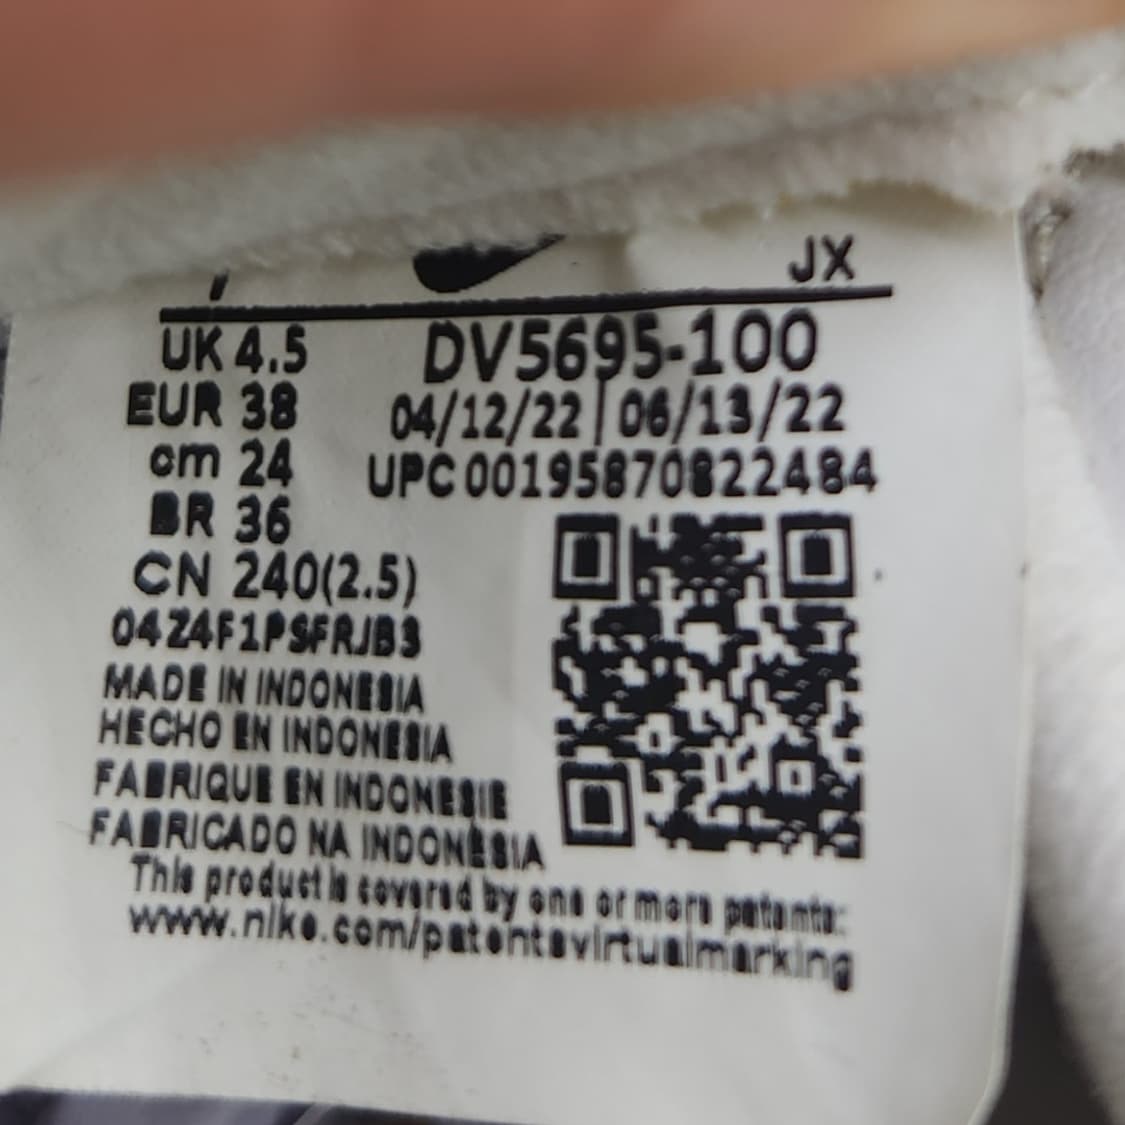 JX
UK 4.5 DV5695-100
EUR 38 04/12/22 | 06/13/22
cm 24 UPC 00195870822484
BR 36
CN 240(2.5)
04Z4F1PSFRJB3
MADE IN INDONESIA
HECHO EN INDONESIA
FABRIQUE EN INDONESIE
FABRICADO NA INDONÉSIA
This product is covered by one or more patents:
www.nike.com/patentsvirtualmarking